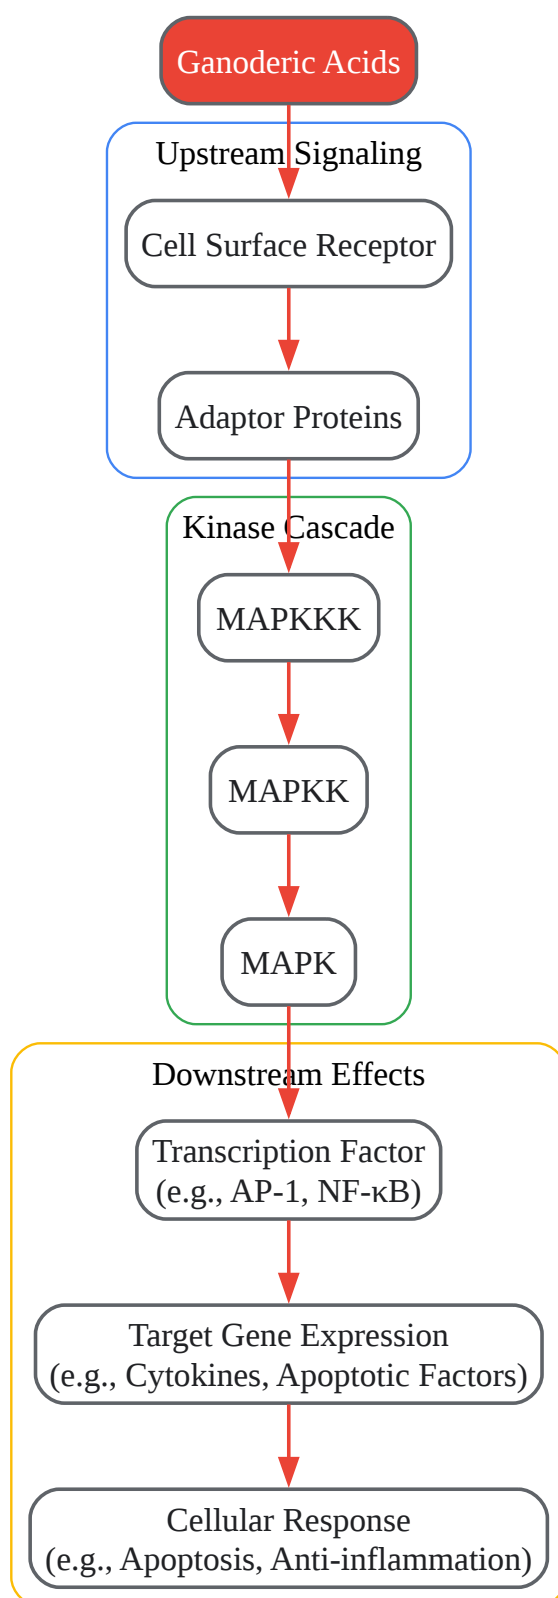 Ganoderic Acids
Upstream Signaling
Cell Surface Receptor
Adaptor Proteins
Kinase Cascade
MAPKKK
MAPKK
MAPK
Downstream Effects
Transcription Factor
(e.g., AP-1, NF-κB)
Target Gene Expression
(e.g., Cytokines, Apoptotic Factors)
Cellular Response
(e.g., Apoptosis, Anti-inflammation)